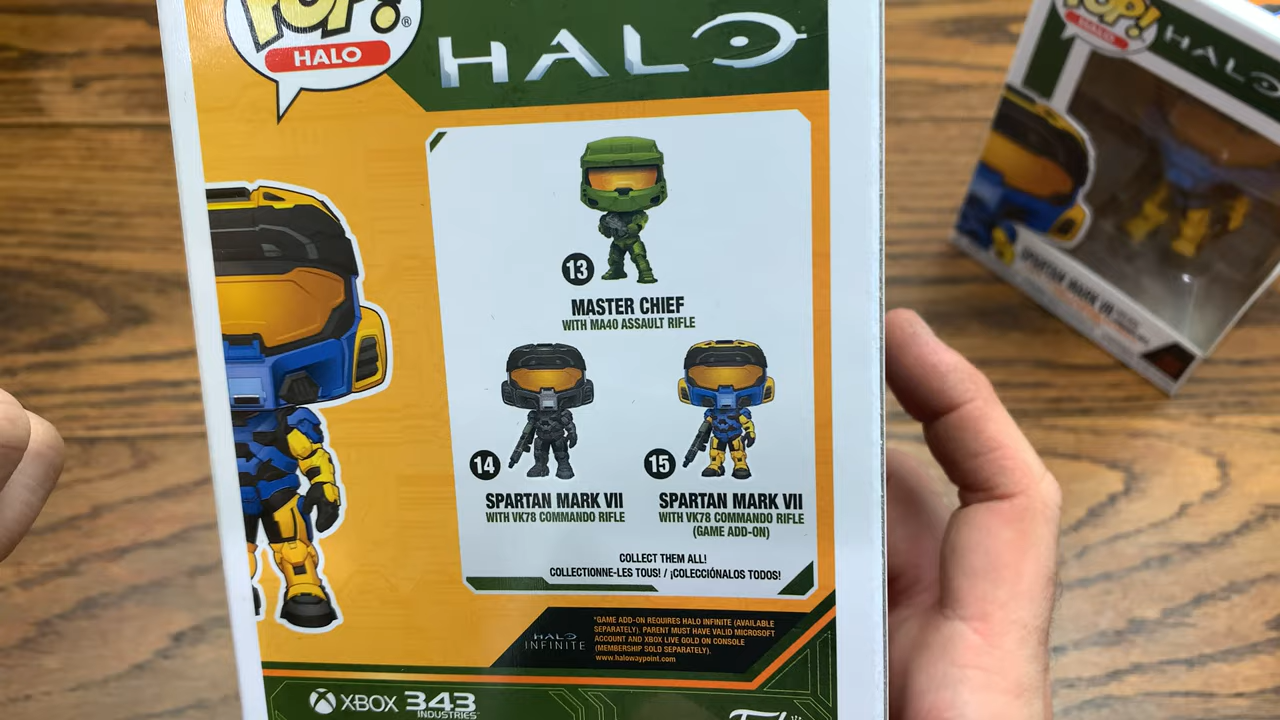 POP!®
HALO
HALO
13
MASTER CHIEF
WITH MA40 ASSAULT RIFLE
14
SPARTAN MARK VII
WITH VK78 COMMANDO RIFLE
15
SPARTAN MARK VII
WITH VK78 COMMANDO RIFLE
(GAME ADD-ON)
COLLECT THEM ALL!
COLLECTIONNE-LES TOUS! / ¡COLECCIÓNALOS TODOS!
HALO
INFINITE
*GAME ADD-ON REQUIRES HALO INFINITE (AVAILABLE
SEPARATELY). PARENT MUST HAVE VALID MICROSOFT
ACCOUNT AND XBOX LIVE GOLD ON CONSOLE
(MEMBERSHIP SOLD SEPARATELY).
www.halowaypoint.com
XBOX 343
INDUSTRIES
POP!
HALO
HALO
SPARTAN MARK VII